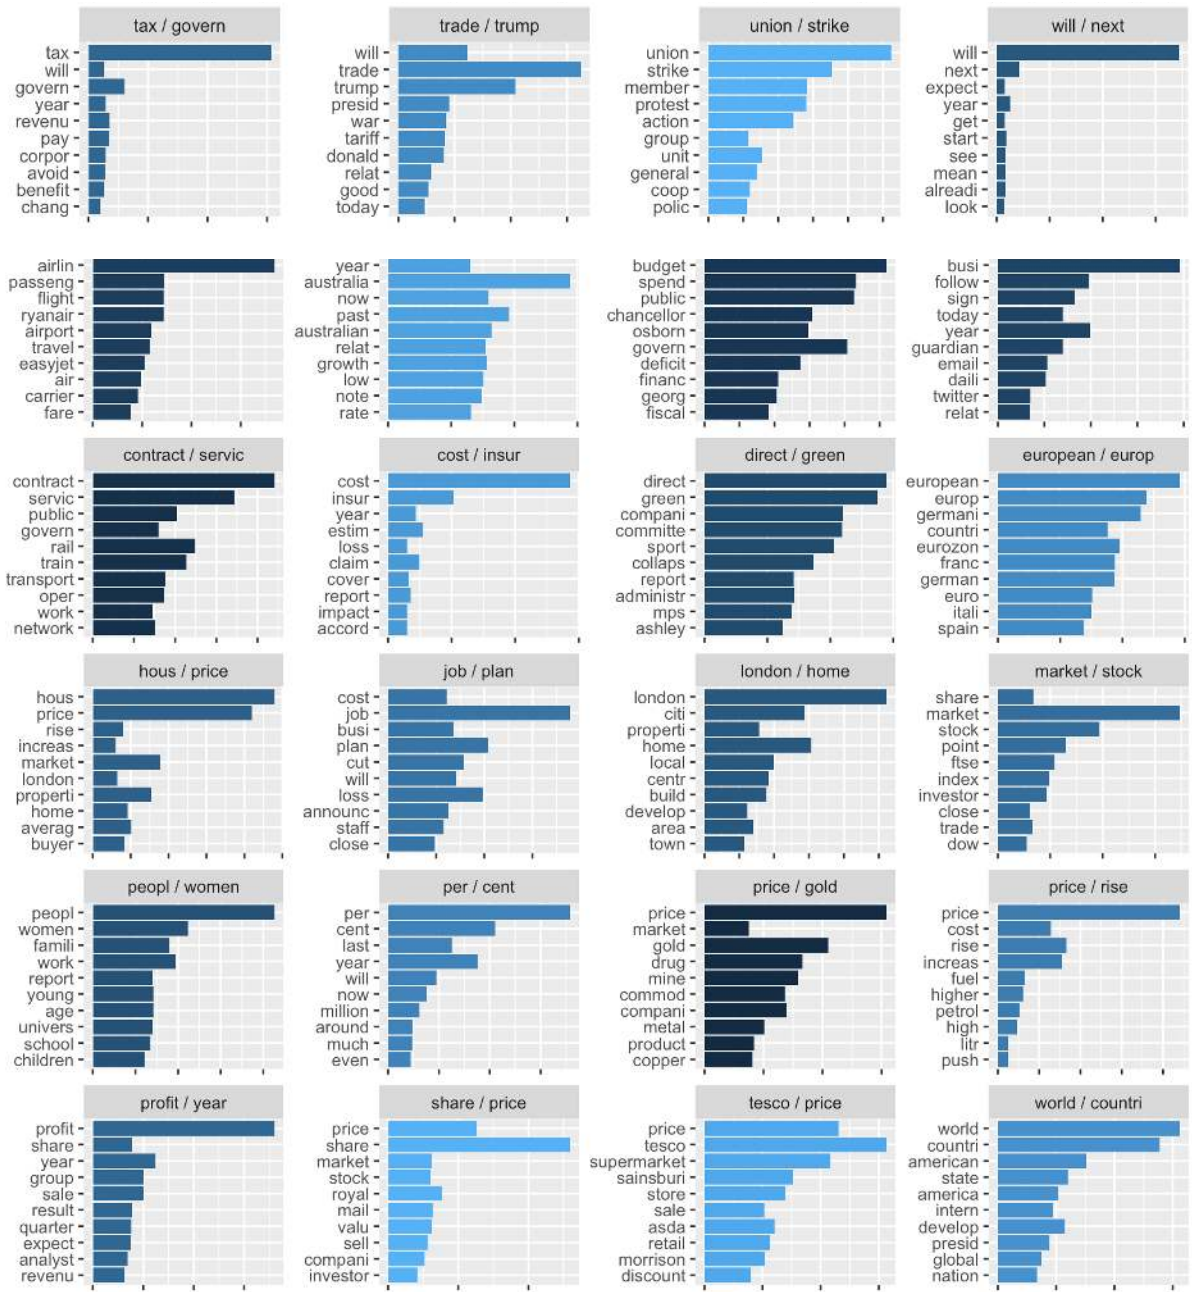 tax / govern
tax
will
govern
year
revenu
pay
corpor
avoid
benefit
chang
trade / trump
will
trade
trump
presid
war
tariff
donald
relat
good
today
union / strike
union
strike
member
protest
action
group
unit
general
coop
polic
will / next
will
next
expect
year
get
start
see
mean
alreadi
look
airlin
passeng
flight
ryanair
airport
travel
easyjet
air
carrier
fare
year
australia
now
past
australian
relat
growth
low
note
rate
budget
spend
public
chancellor
osborn
govern
deficit
financ
georg
fiscal
busi
follow
sign
today
year
guardian
email
daili
twitter
relat
contract / servic
contract
servic
public
govern
rail
train
transport
oper
work
network
cost / insur
cost
insur
year
estim
loss
claim
cover
report
impact
accord
direct / green
direct
green
compani
committe
sport
collaps
report
administr
mps
ashley
european / europ
european
europ
germani
countri
eurozon
franc
german
euro
itali
spain
hous / price
hous
price
rise
increas
market
london
properti
home
averag
buyer
job / plan
cost
job
busi
plan
cut
will
loss
announc
staff
close
london / home
london
citi
properti
home
local
centr
build
develop
area
town
market / stock
share
market
stock
point
ftse
index
investor
close
trade
dow
peopl / women
peopl
women
famili
work
report
young
age
univers
school
children
per / cent
per
cent
last
year
will
now
million
around
much
even
price / gold
price
market
gold
drug
mine
commod
compani
metal
product
copper
price / rise
price
cost
rise
increas
fuel
higher
petrol
high
litr
push
profit / year
profit
share
year
group
sale
result
quarter
expect
analyst
revenu
share / price
price
share
market
stock
royal
mail
valu
sell
compani
investor
tesco / price
price
tesco
supermarket
sainsburi
store
sale
asda
retail
morrison
discount
world / countri
world
countri
american
state
america
intern
develop
presid
global
nation